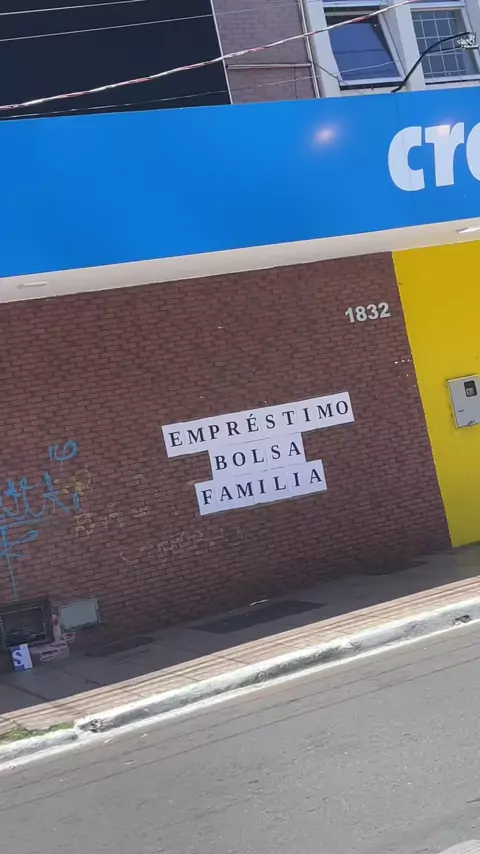 cre
1832
EMPRÉSTIMO
BOLSA
FAMILIA
S